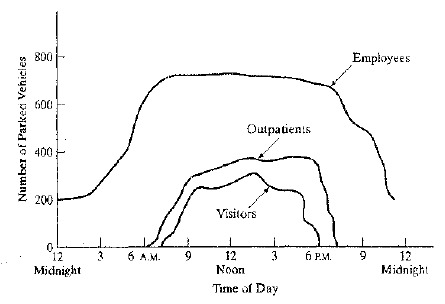 Number of Parked Vehicles
800
600
400
200
0
Employees
Outpatients
Visitors
12 3 6 A.M. 9 12 3 6 P.M. 9 12
Midnight Noon Midnight
Time of Day